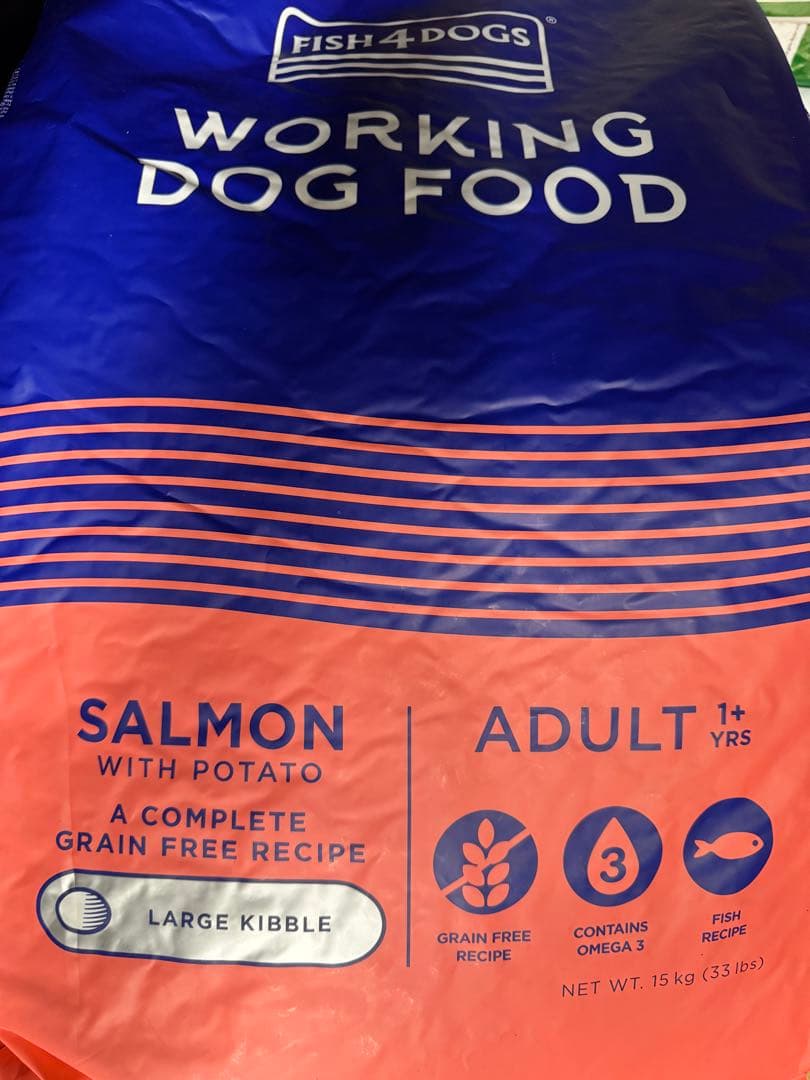 FISH4DOGS®
WORKING
DOG FOOD
SALMON
WITH POTATO
A COMPLETE
GRAIN FREE RECIPE
LARGE KIBBLE
ADULT 1+ YRS
3
GRAIN FREE
RECIPE
CONTAINS
OMEGA 3
FISH
RECIPE
NET WT. 15 kg (33 lbs)